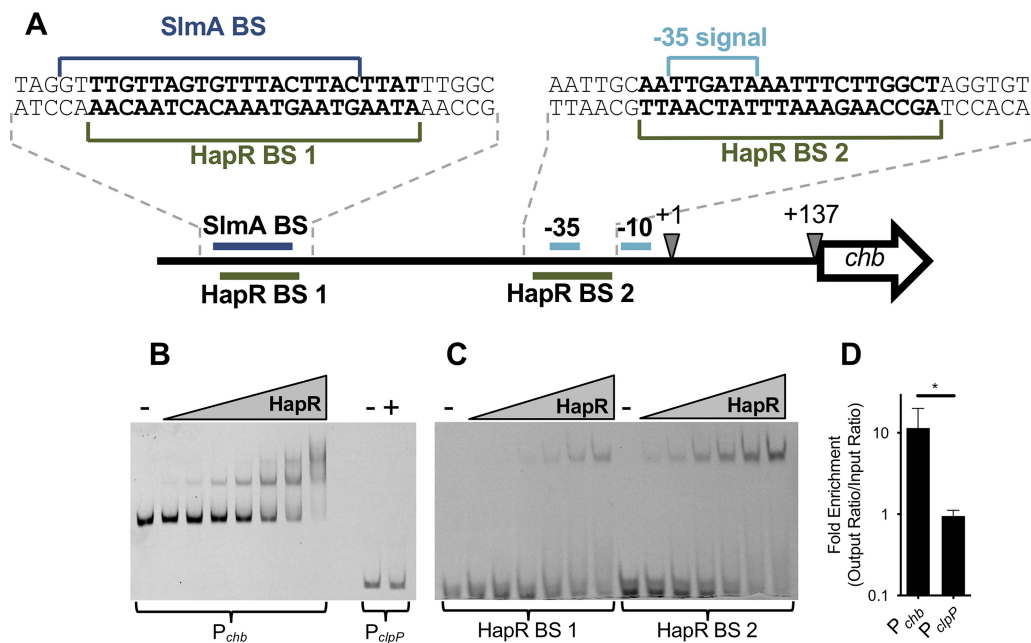 A
SlmA BS
-35 signal
TAGGTTTGTTAGTGTTTACTTACTTATTTGGC
ATCCAAACAATCACAAATGAATGAATAAACCG
AATTGCAATTGATAAATTTCTTGGCTAGGTGT
TTAACGTTAACTATTTAAAGAACCGATCCACA
HapR BS 1
HapR BS 2
SlmA BS
-35
-10
+1
+137
chb
HapR BS 1
HapR BS 2
B
- HapR - +
Pchb
PclpP
C
- HapR - HapR
HapR BS 1
HapR BS 2
D
*
Fold Enrichment
(Output Ratio/Input Ratio)
10
1
0.1
Pchb
PclpP